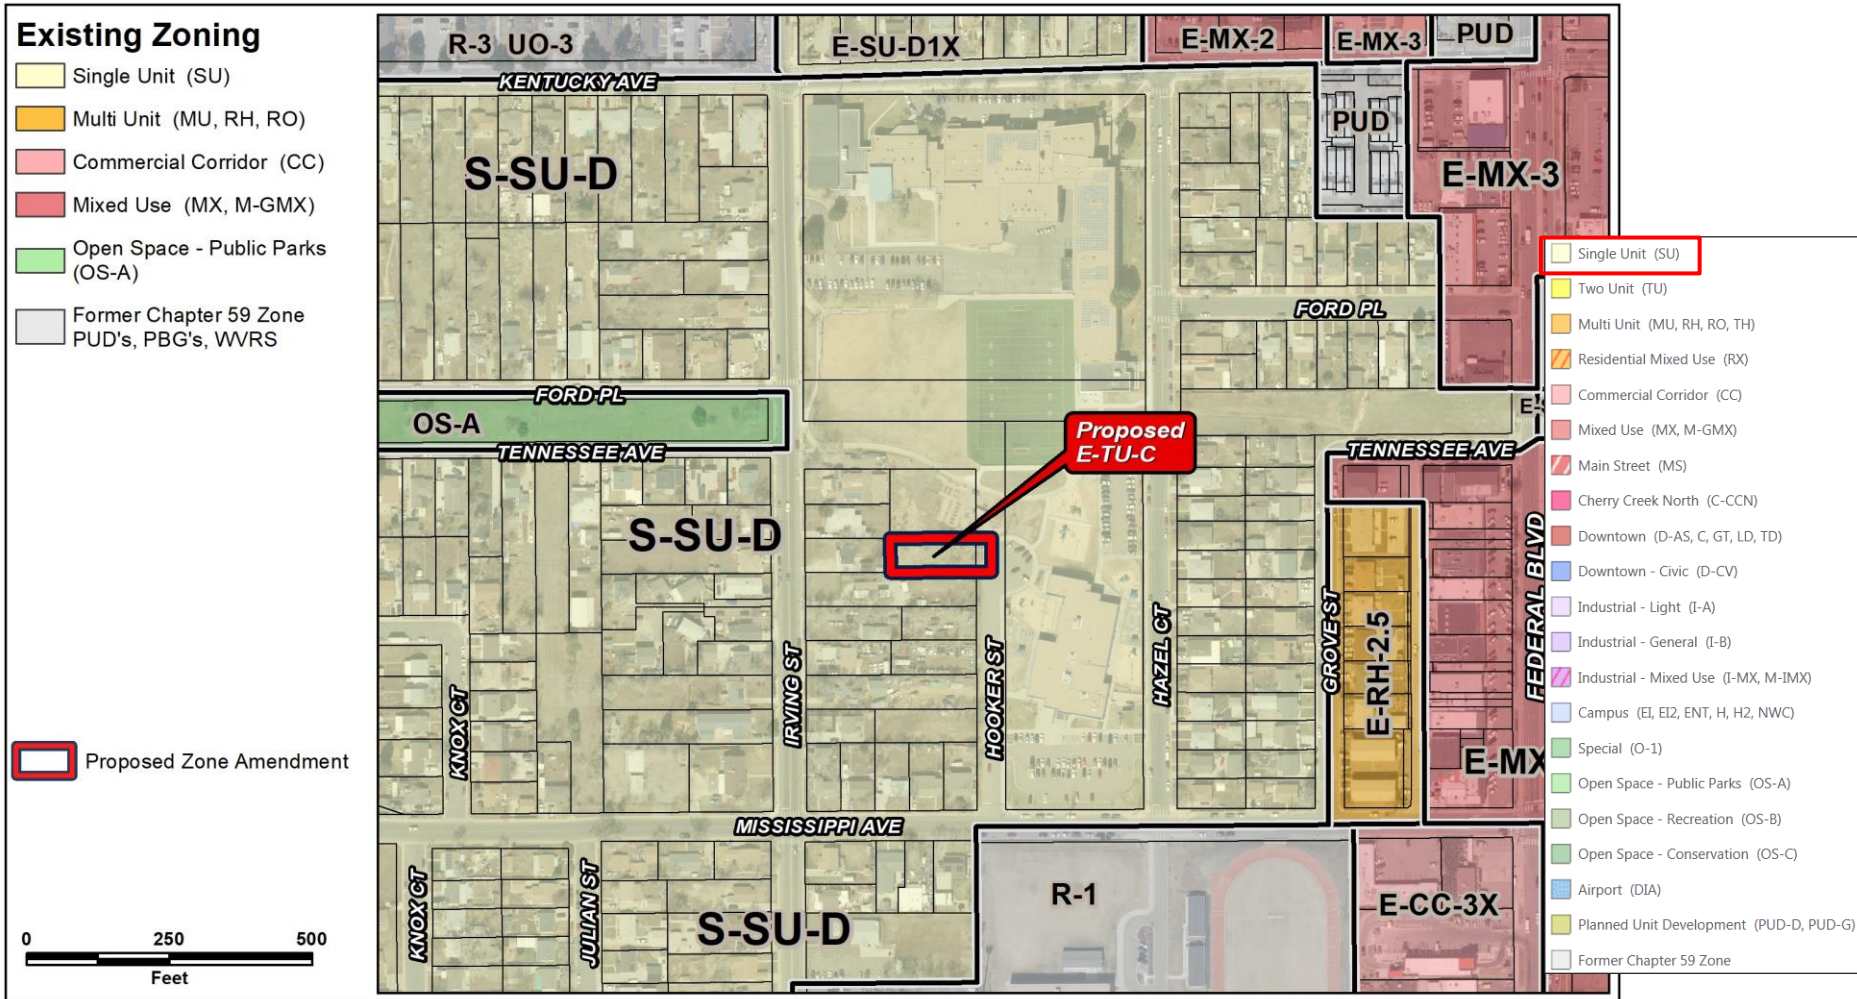 Existing Zoning
Single Unit (SU)
Multi Unit (MU, RH, RO)
Commercial Corridor (CC)
Mixed Use (MX, M-GMX)
Open Space - Public Parks
(OS-A)
Former Chapter 59 Zone
PUD's, PBG's, WVRS
Proposed Zone Amendment
0 250 500
Feet
R-3 UO-3
E-SU-D1X
E-MX-2
E-MX-3
PUD
KENTUCKY AVE
S-SU-D
PUD
E-MX-3
FORD PL
FORD PL
OS-A
TENNESSEE AVE
Proposed
E-TU-C
TENNESSEE AVE
S-SU-D
KNOX CT
IRVING ST
HOOKER ST
HAZEL CT
GROVE ST
E-RH-2.5
FEDERAL BLVD
E-MX
MISSISSIPPI AVE
KNOX CT
JULIAN ST
S-SU-D
R-1
E-CC-3X
Single Unit (SU)
Two Unit (TU)
Multi Unit (MU, RH, RO, TH)
Residential Mixed Use (RX)
Commercial Corridor (CC)
Mixed Use (MX, M-GMX)
Main Street (MS)
Cherry Creek North (C-CCN)
Downtown (D-AS, C, GT, LD, TD)
Downtown - Civic (D-CV)
Industrial - Light (I-A)
Industrial - General (I-B)
Industrial - Mixed Use (I-MX, M-IMX)
Campus (EI, EI2, ENT, H, H2, NWC)
Special (O-1)
Open Space - Public Parks (OS-A)
Open Space - Recreation (OS-B)
Open Space - Conservation (OS-C)
Airport (DIA)
Planned Unit Development (PUD-D, PUD-G)
Former Chapter 59 Zone